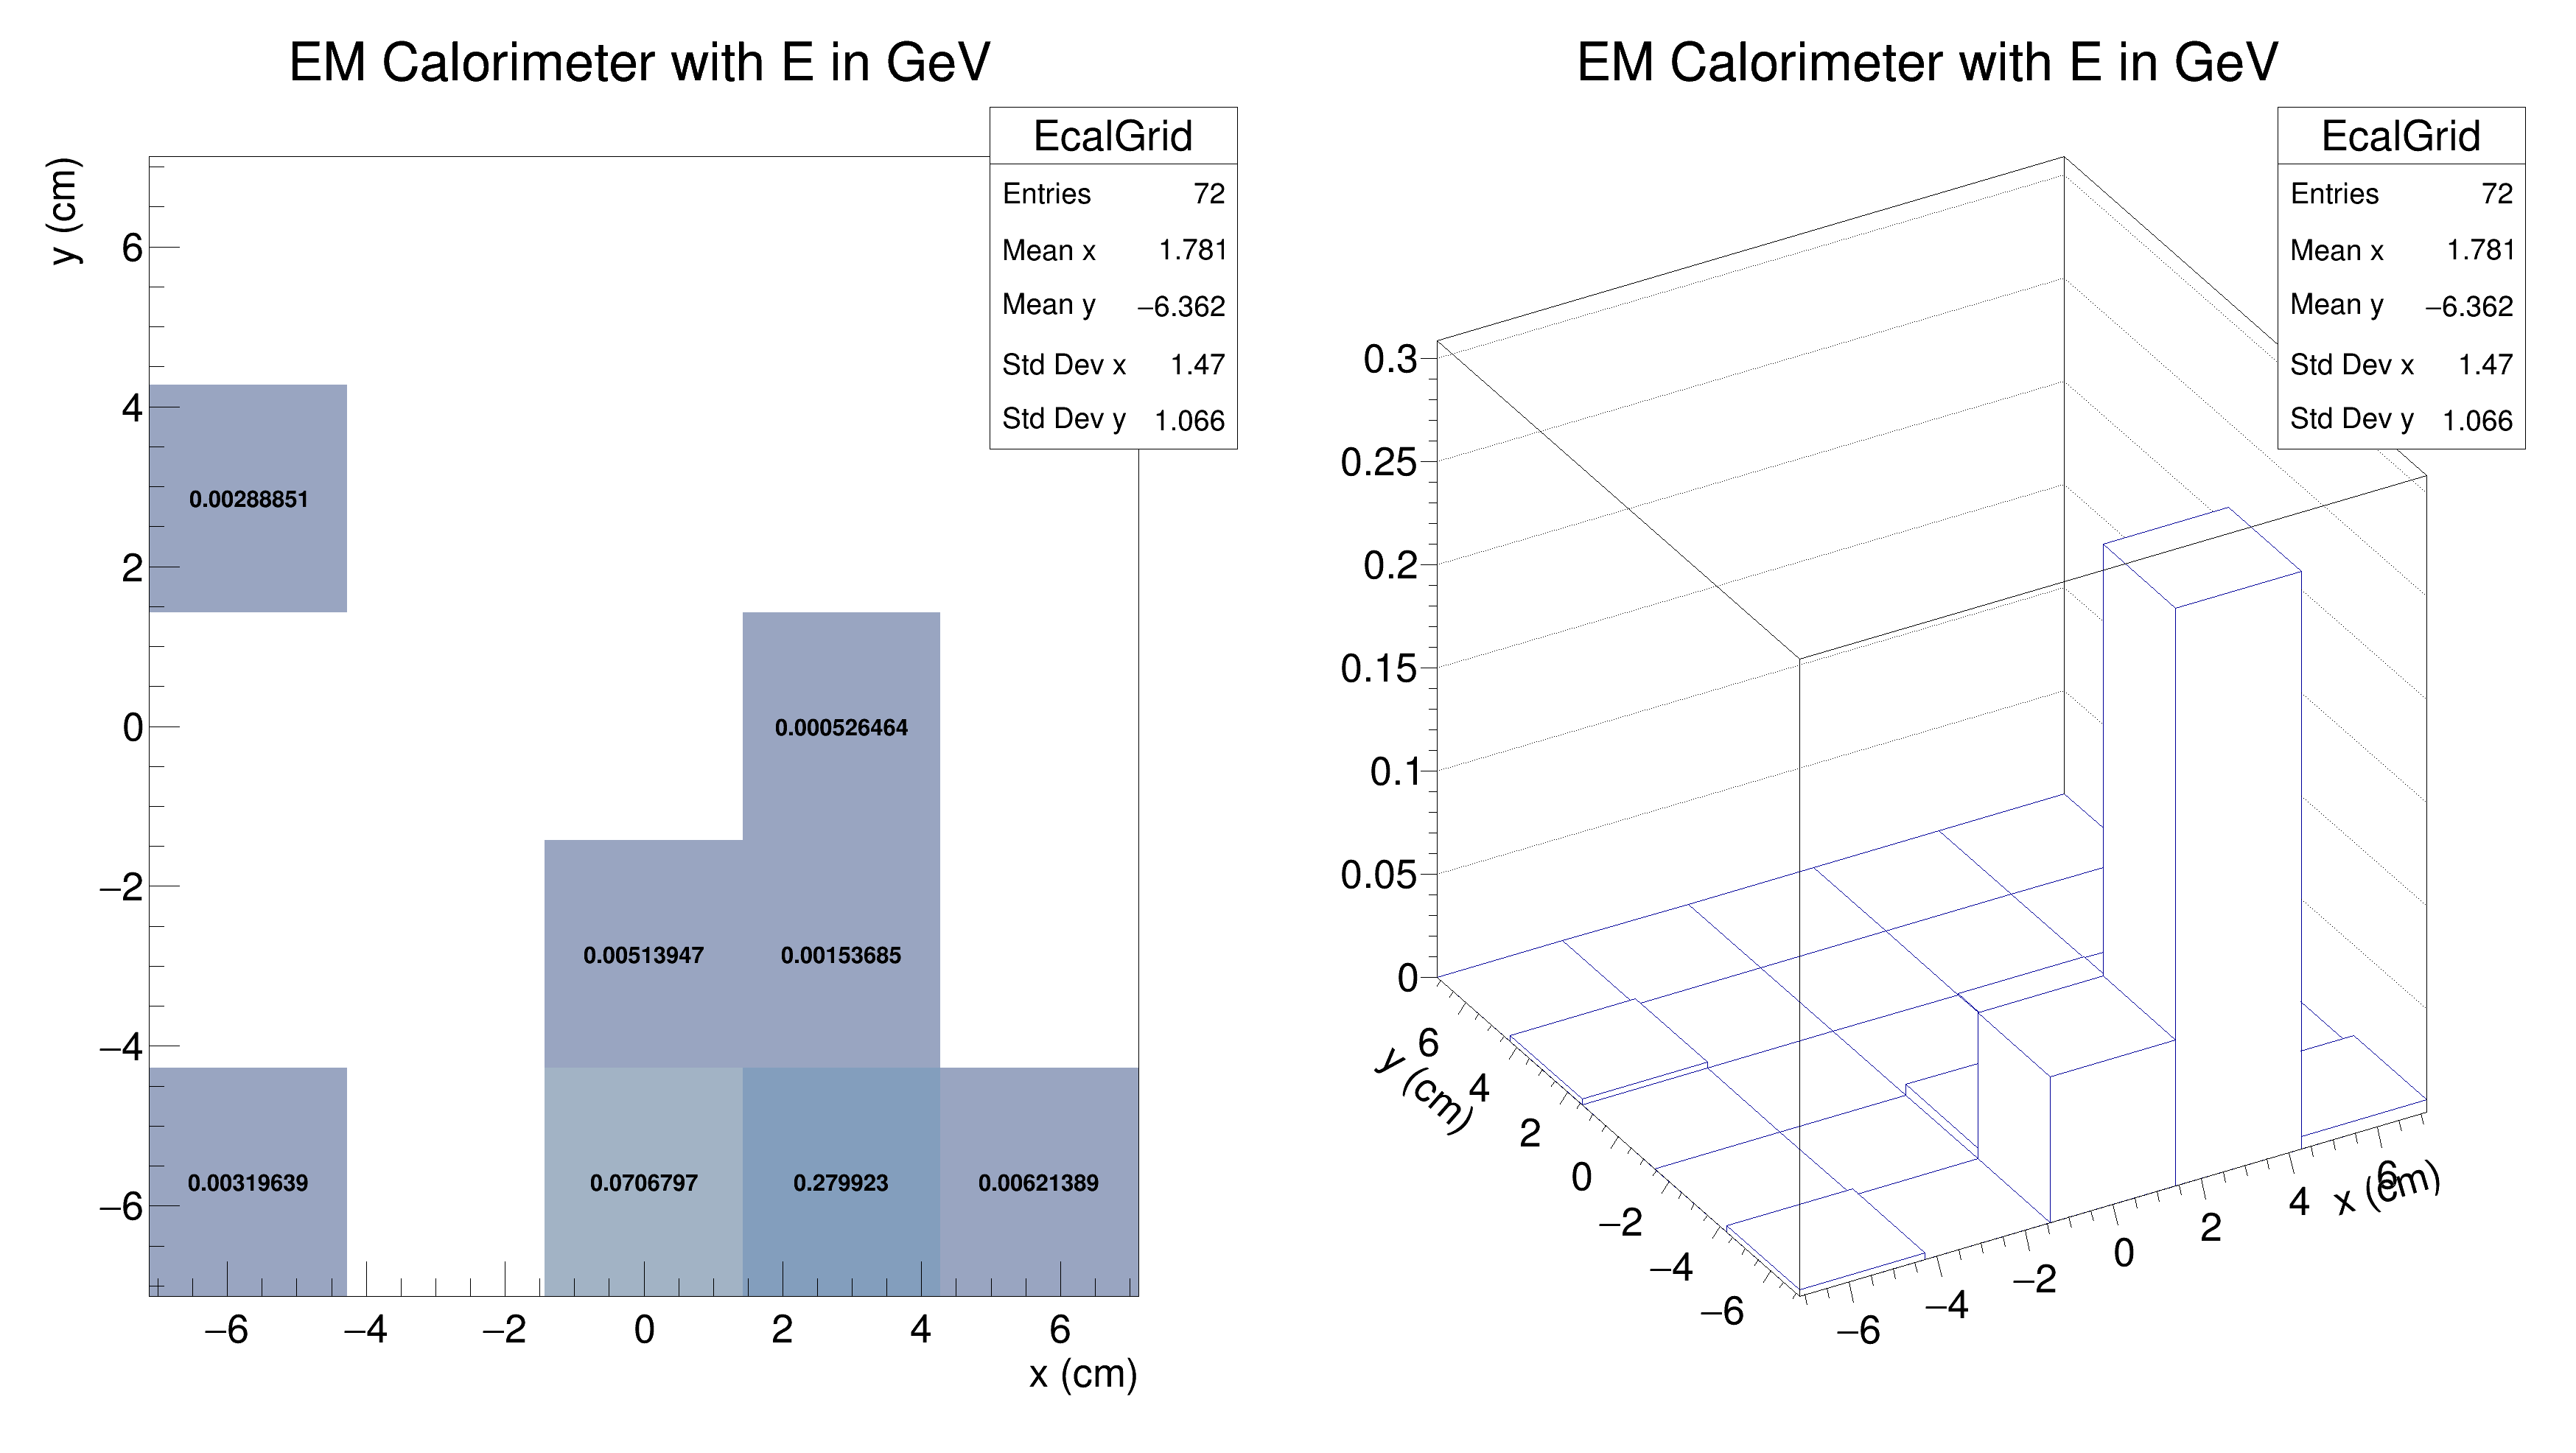 EM Calorimeter with E in GeV
EcalGrid
Entries 72
Mean x 1.781
Mean y −6.362
Std Dev x 1.47
Std Dev y 1.066
y (cm)
6
4
2
0
−2
−4
−6
0.00288851
0.000526464
0.00513947 0.00153685
0.00319639 0.0706797 0.279923 0.00621389
−6 −4 −2 0 2 4 6
x (cm)
EM Calorimeter with E in GeV
EcalGrid
Entries 72
Mean x 1.781
Mean y −6.362
Std Dev x 1.47
Std Dev y 1.066
0.3
0.25
0.2
0.15
0.1
0.05
0
6
4
2
0
−2
−4
−6
y (cm)
−6
−4
−2
0
2
4
6
x (cm)